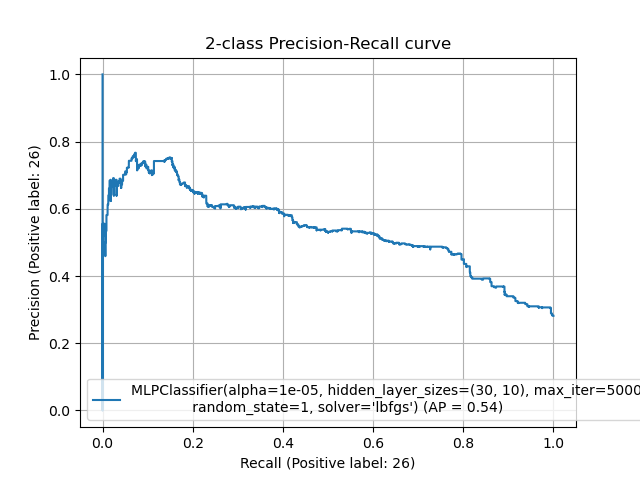 2-class Precision-Recall curve
1.0
0.8
0.6
0.4
0.2
0.0
Precision (Positive label: 26)
MLPClassifier(alpha=1e-05, hidden_layer_sizes=(30, 10), max_iter=5000
random_state=1, solver='lbfgs') (AP = 0.54)
0.0 0.2 0.4 0.6 0.8 1.0
Recall (Positive label: 26)